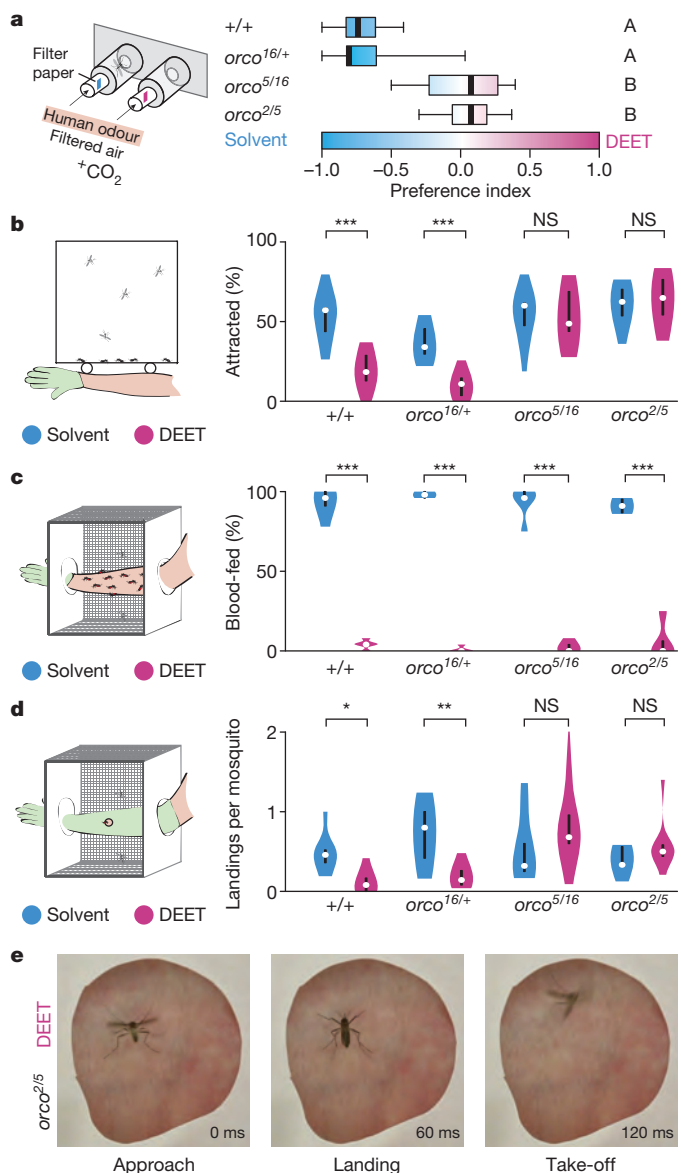 a
Filter
paper
Human odour
Filtered air
+CO2
+/+
orco16/+
orco5/16
orco2/5
A
A
B
B
Solvent
DEET
−1.0 −0.5 0.0 0.5 1.0
Preference index
b
Solvent DEET
Attracted (%)
100
50
0
*** *** NS NS
+/+ orco16/+ orco5/16 orco2/5
c
Solvent DEET
Blood-fed (%)
100
50
0
*** *** *** ***
+/+ orco16/+ orco5/16 orco2/5
d
Solvent DEET
Landings per mosquito
2
1
0
* ** NS NS
+/+ orco16/+ orco5/16 orco2/5
e
orco2/5 DEET
0 ms 60 ms 120 ms
Approach Landing Take-off